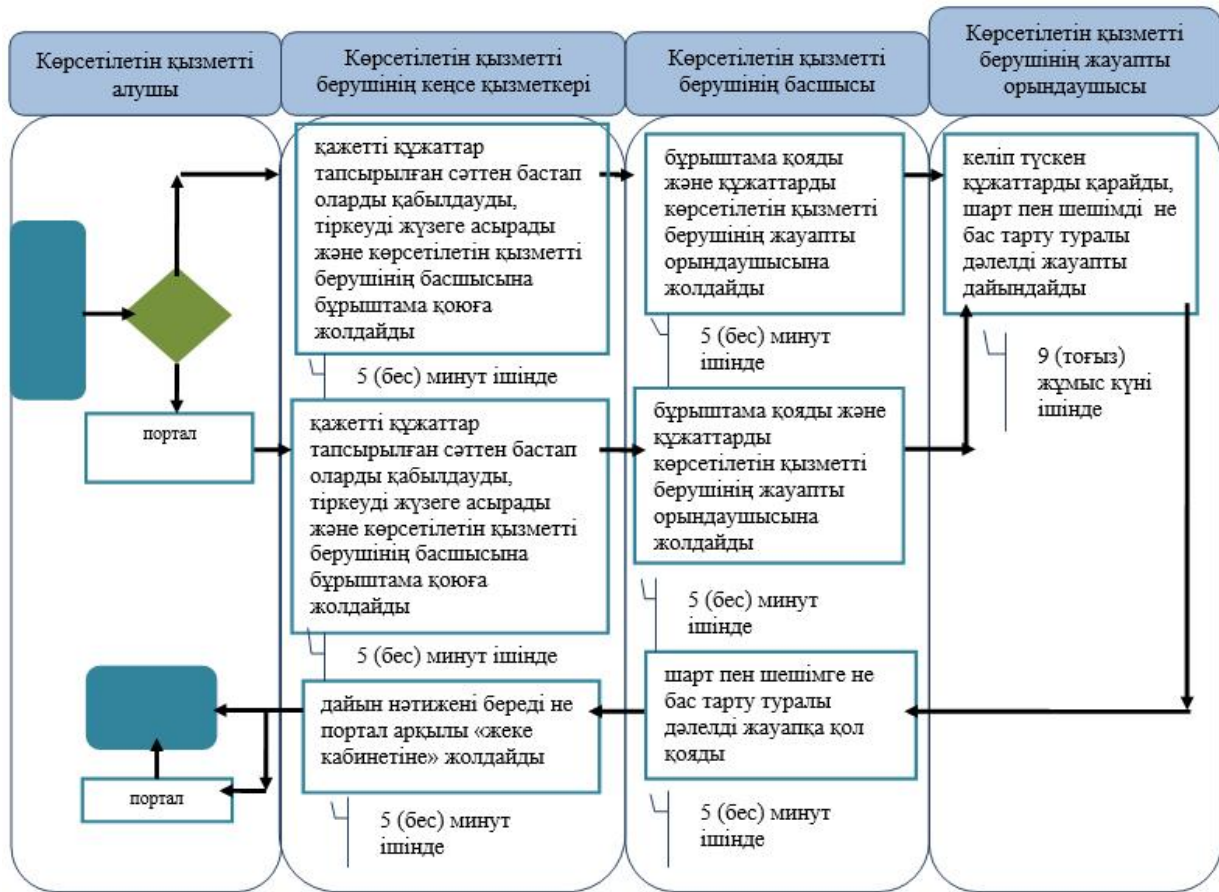 Көрсетілетін қызметті
алушы
Көрсетілетін қызметті
берушінің кеңсе қызметкері
Көрсетілетін қызметті
берушінің басшысы
Көрсетілетін қызметті
берушінің жауапты
орындаушысы
қажетті құжаттар
тапсырылған сәттен бастап
оларды қабылдауды,
тіркеуді жүзеге асырады
және көрсетілетін қызметті
берушінің басшысына
бұрыштама қоюға
жолдайды
5 (бес) минут ішінде
бұрыштама қояды
және құжаттарды
көрсетілетін қызметті
берушінің жауапты
орындаушысына
жолдайды
5 (бес) минут
ішінде
келіп түскен
құжаттарды қарайды,
шарт пен шешімді не
бас тарту туралы
дәлелді жауапты
дайындайды
9 (тоғыз)
жұмыс күні
ішінде
портал
қажетті құжаттар
тапсырылған сәттен бастап
оларды қабылдауды,
тіркеуді жүзеге асырады
және көрсетілетін қызметті
берушінің басшысына
бұрыштама қоюға
жолдайды
5 (бес) минут ішінде
бұрыштама қояды және
құжаттарды
көрсетілетін қызметті
берушінің жауапты
орындаушысына
жолдайды
5 (бес) минут
ішінде
шарт пен шешімге не
бас тарту туралы
дәлелді жауапқа қол
қояды
5 (бес) минут
ішінде
дайын нәтижені береді не
портал арқылы «жеке
кабинетіне» жолдайды
5 (бес) минут
ішінде
портал